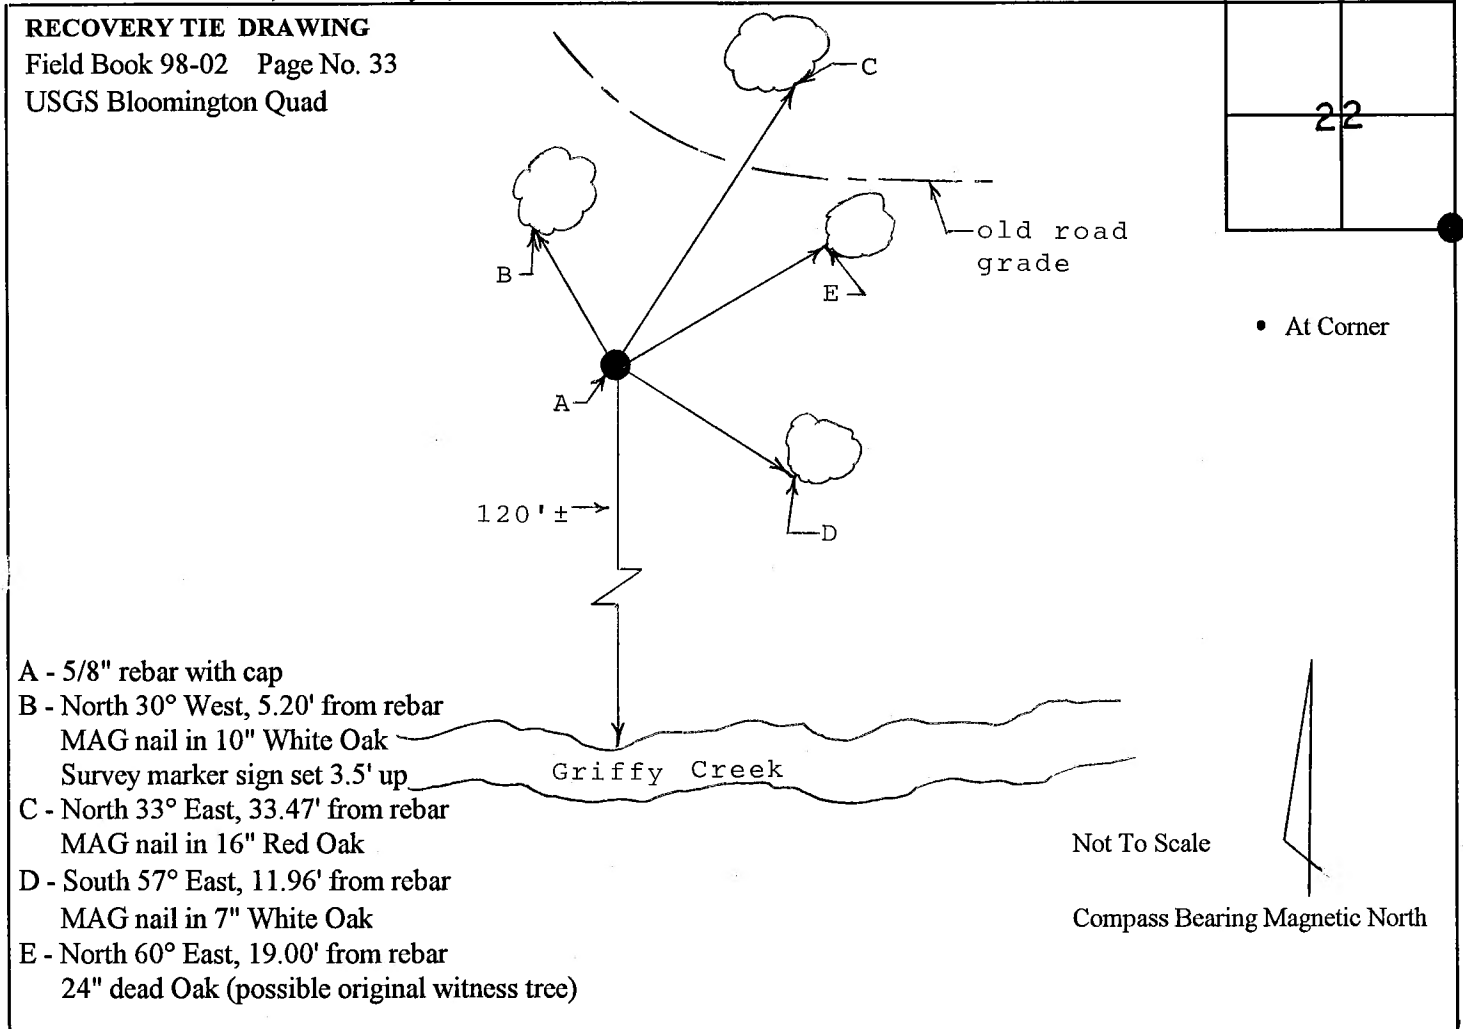 RECOVERY TIE DRAWING
Field Book 98-02 Page No. 33
USGS Bloomington Quad
C
22
B
old road
grade
E
At Corner
A
120'±
D
A - 5/8" rebar with cap
B - North 30° West, 5.20' from rebar
MAG nail in 10" White Oak
Survey marker sign set 3.5' up
Griffy Creek
C - North 33° East, 33.47' from rebar
MAG nail in 16" Red Oak
D - South 57° East, 11.96' from rebar
MAG nail in 7" White Oak
E - North 60° East, 19.00' from rebar
24" dead Oak (possible original witness tree)
Not To Scale
Compass Bearing Magnetic North